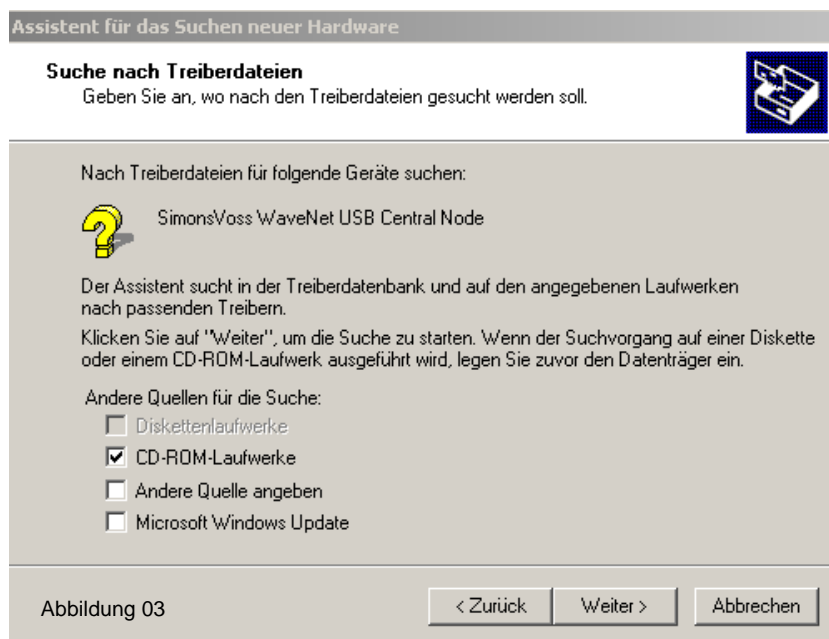 Assistent für das Suchen neuer Hardware
Suche nach Treiberdateien
Geben Sie an, wo nach den Treiberdateien gesucht werden soll.
Nach Treiberdateien für folgende Geräte suchen:
SimonsVoss WaveNet USB Central Node
Der Assistent sucht in der Treiberdatenbank und auf den angegebenen Laufwerken
nach passenden Treibern.
Klicken Sie auf "Weiter", um die Suche zu starten. Wenn der Suchvorgang auf einer Diskette
oder einem CD-ROM-Laufwerk ausgeführt wird, legen Sie zuvor den Datenträger ein.
Andere Quellen für die Suche:
Diskettenlaufwerke
CD-ROM-Laufwerke
Andere Quelle angeben
Microsoft Windows Update
Abbildung 03
< Zurück
Weiter >
Abbrechen